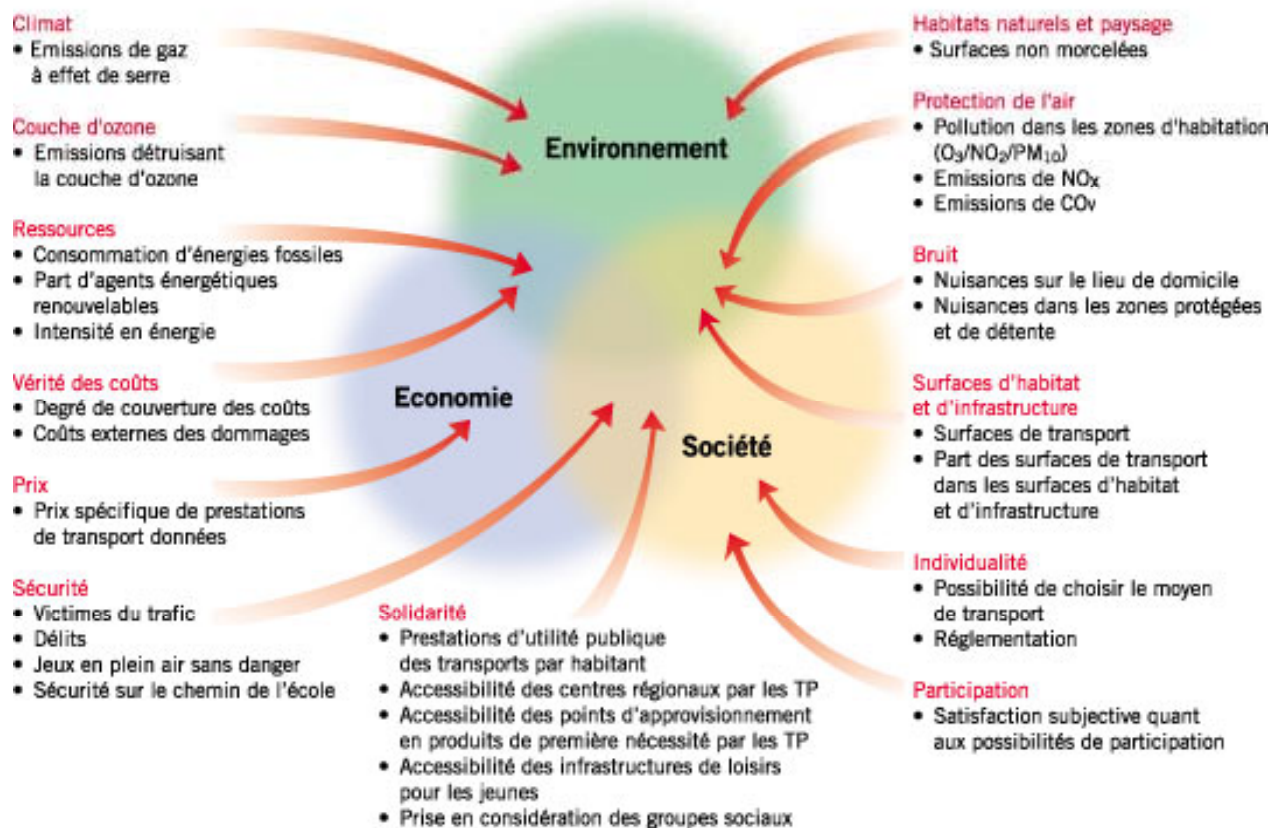 Climat
• Emissions de gaz
à effet de serre
Couche d'ozone
• Emissions détruisant
la couche d'ozone
Ressources
• Consommation d'énergies fossiles
• Part d'agents énergétiques
renouvelables
• Intensité en énergie
Vérité des coûts
• Degré de couverture des coûts
• Coûts externes des dommages
Prix
• Prix spécifique de prestations
de transport données
Sécurité
• Victimes du trafic
• Délits
• Jeux en plein air sans danger
• Sécurité sur le chemin de l'école
Environnement
Economie
Société
Solidarité
• Prestations d'utilité publique
des transports par habitant
• Accessibilité des centres régionaux par les TP
• Accessibilité des points d'approvisionnement
en produits de première nécessité par les TP
• Accessibilité des infrastructures de loisirs
pour les jeunes
• Prise en considération des groupes sociaux
Habitats naturels et paysage
• Surfaces non morcelées
Protection de l'air
• Pollution dans les zones d'habitation
(O₃/NO₂/PM₁₀)
• Emissions de NOx
• Emissions de COv
Bruit
• Nuisances sur le lieu de domicile
• Nuisances dans les zones protégées
et de détente
Surfaces d'habitat
et d'infrastructure
• Surfaces de transport
• Part des surfaces de transport
dans les surfaces d'habitat
et d'infrastructure
Individualité
• Possibilité de choisir le moyen
de transport
• Réglementation
Participation
• Satisfaction subjective quant
aux possibilités de participation